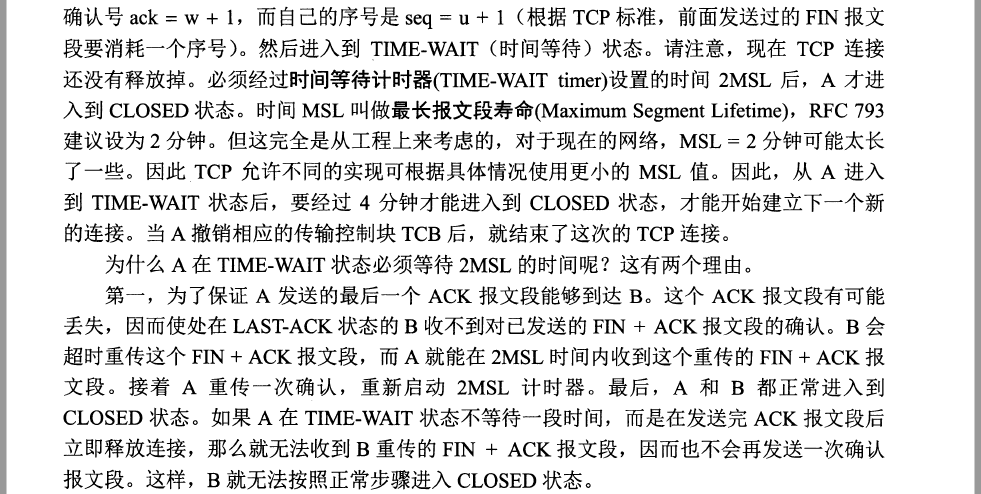 确认号 ack = w + 1，而自己的序号是 seq = u + 1（根据 TCP 标准，前面发送过的 FIN 报文
段要消耗一个序号）。然后进入到 TIME-WAIT（时间等待）状态。请注意，现在 TCP 连接
还没有释放掉。必须经过时间等待计时器(TIME-WAIT timer)设置的时间 2MSL 后，A 才进
入到 CLOSED 状态。时间 MSL 叫做最长报文段寿命(Maximum Segment Lifetime)，RFC 793
建议设为 2 分钟。但这完全是从工程上来考虑的，对于现在的网络，MSL = 2 分钟可能太长
了一些。因此 TCP 允许不同的实现可根据具体情况使用更小的 MSL 值。因此，从 A 进入
到 TIME-WAIT 状态后，要经过 4 分钟才能进入到 CLOSED 状态，才能开始建立下一个新
的连接。当 A 撤销相应的传输控制块 TCB 后，就结束了这次的 TCP 连接。
为什么 A 在 TIME-WAIT 状态必须等待 2MSL 的时间呢？这有两个理由。
第一，为了保证 A 发送的最后一个 ACK 报文段能够到达 B。这个 ACK 报文段有可能
丢失，因而使处在 LAST-ACK 状态的 B 收不到对已发送的 FIN + ACK 报文段的确认。B 会
超时重传这个 FIN + ACK 报文段，而 A 就能在 2MSL 时间内收到这个重传的 FIN + ACK 报
文段。接着 A 重传一次确认，重新启动 2MSL 计时器。最后，A 和 B 都正常进入到
CLOSED 状态。如果 A 在 TIME-WAIT 状态不等待一段时间，而是在发送完 ACK 报文段后
立即释放连接，那么就无法收到 B 重传的 FIN + ACK 报文段，因而也不会再发送一次确认
报文段。这样，B 就无法按照正常步骤进入 CLOSED 状态。